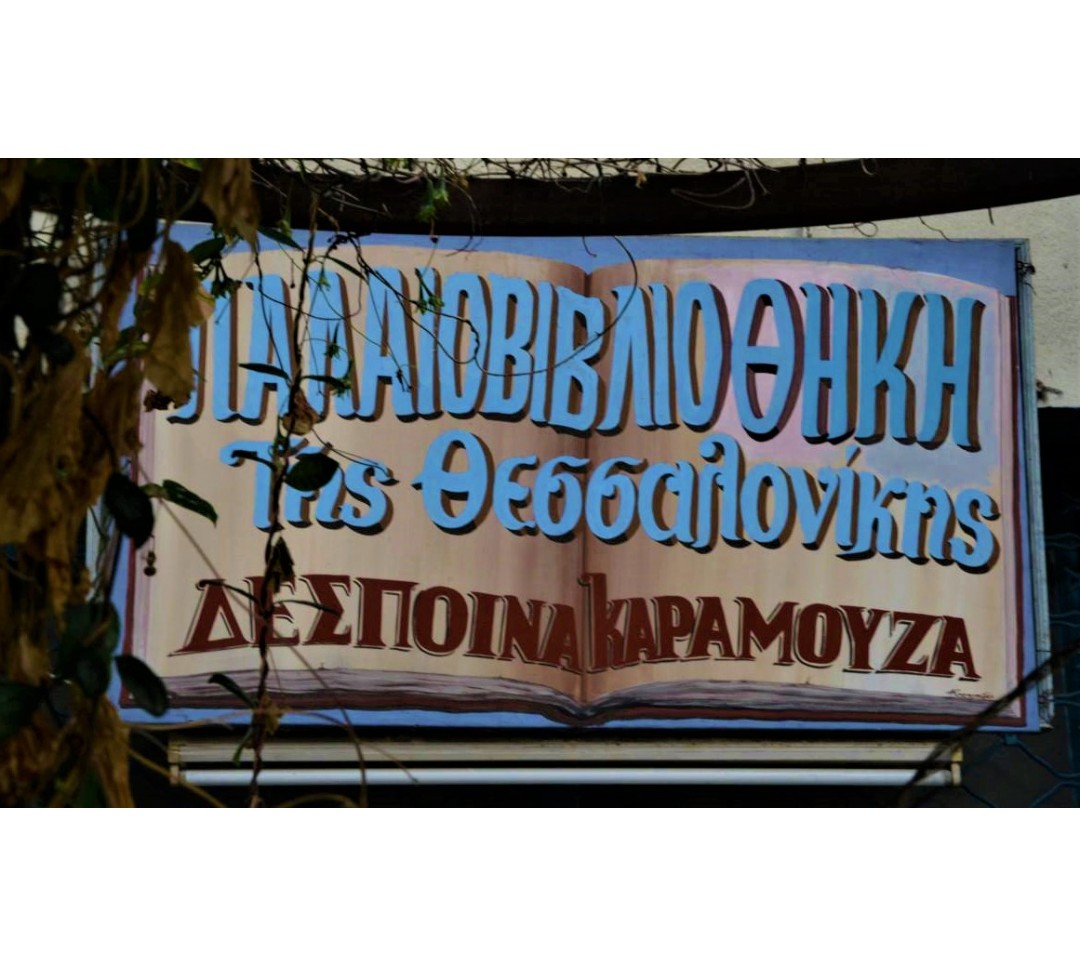 ΠΑΛΑΙΟΒΙΒΛΙΟΘΗΚΗ
της Θεσσαλονίκης
ΔΕΣΠΟΙΝΑ ΚΑΡΑΜΟΥΖΑ